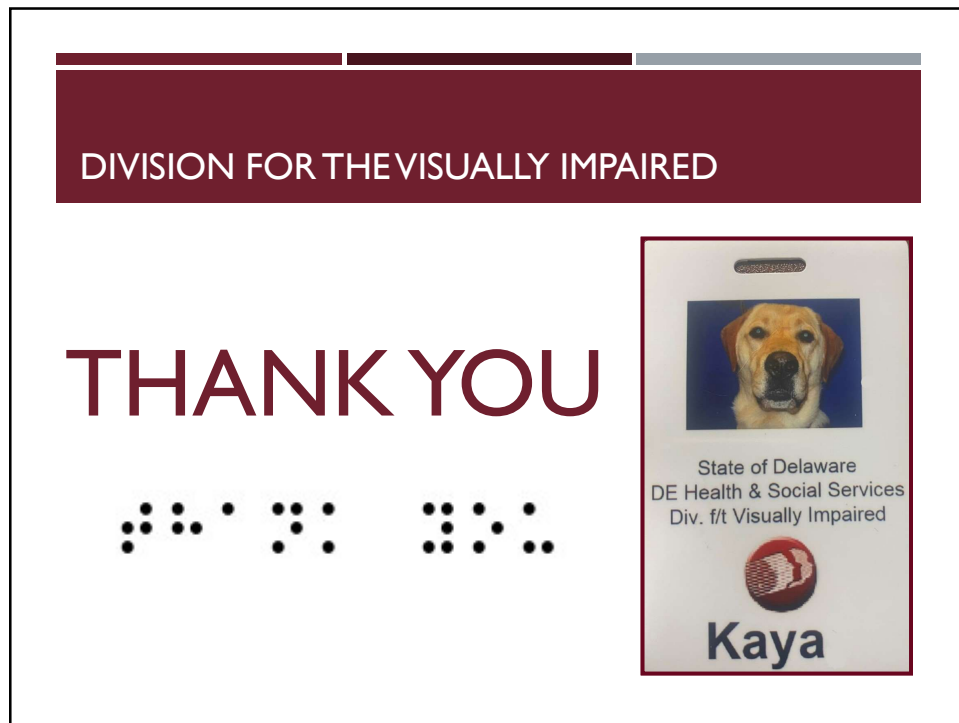 DIVISION FOR THE VISUALLY IMPAIRED
THANK YOU
⠞⠓⠁⠝⠅ ⠽⠕⠥
State of Delaware
DE Health & Social Services
Div. f/t Visually Impaired
Kaya